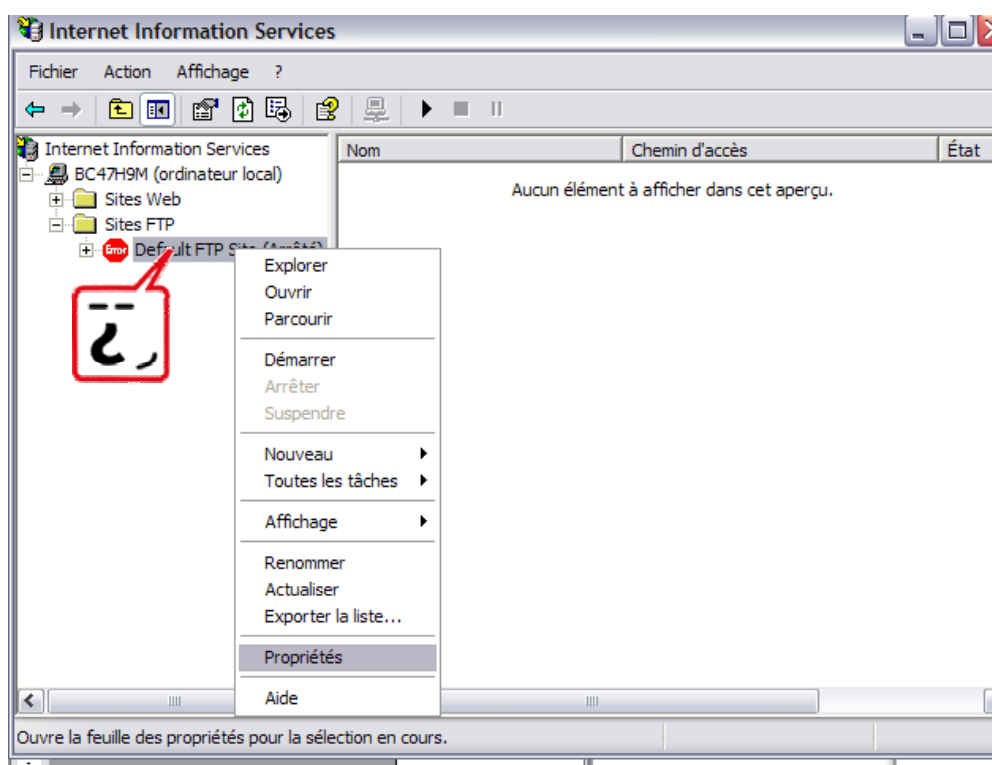 Internet Information Services
Fichier Action Affichage ?
Internet Information Services
BC47H9M (ordinateur local)
Sites Web
Sites FTP
Error Default FTP Site (Arrêté)
Nom Chemin d'accès État
Aucun élément à afficher dans cet aperçu.
Explorer
Ouvrir
Parcourir
Démarrer
Arrêter
Suspendre
Nouveau
Toutes les tâches
Affichage
Renommer
Actualiser
Exporter la liste...
Propriétés
Aide
Ouvre la feuille des propriétés pour la sélection en cours.